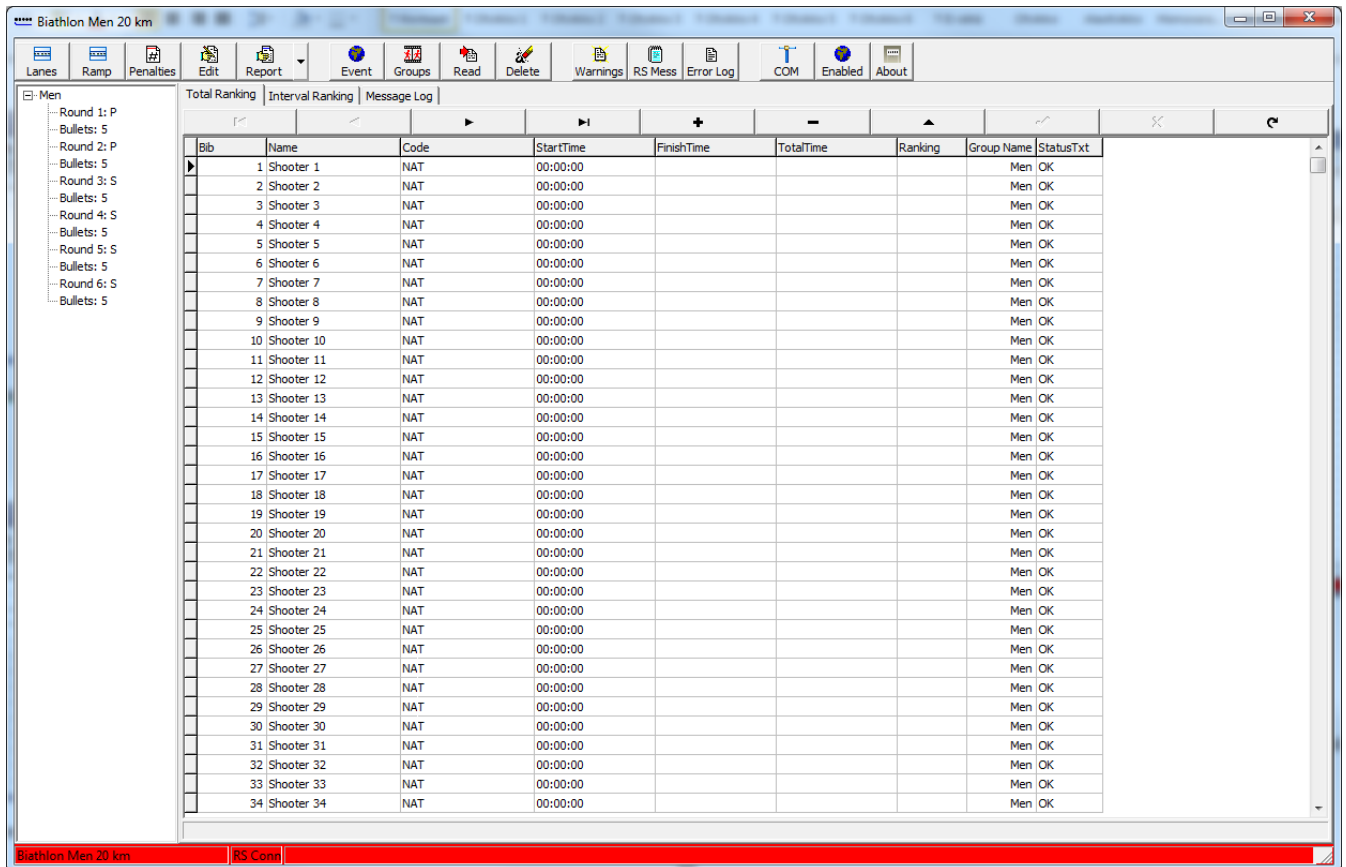 Biathlon Men 20 km
Lanes Ramp Penalties Edit Report Event Groups Read Delete Warnings RS Mess Error Log COM Enabled About
Men
Round 1: P
Bullets: 5
Round 2: P
Bullets: 5
Round 3: S
Bullets: 5
Round 4: S
Bullets: 5
Round 5: S
Bullets: 5
Round 6: S
Bullets: 5
Total Ranking Interval Ranking Message Log
Bib Name Code StartTime FinishTime TotalTime Ranking Group Name StatusTxt
1 Shooter 1 NAT 00:00:00 Men OK
2 Shooter 2 NAT 00:00:00 Men OK
3 Shooter 3 NAT 00:00:00 Men OK
4 Shooter 4 NAT 00:00:00 Men OK
5 Shooter 5 NAT 00:00:00 Men OK
6 Shooter 6 NAT 00:00:00 Men OK
7 Shooter 7 NAT 00:00:00 Men OK
8 Shooter 8 NAT 00:00:00 Men OK
9 Shooter 9 NAT 00:00:00 Men OK
10 Shooter 10 NAT 00:00:00 Men OK
11 Shooter 11 NAT 00:00:00 Men OK
12 Shooter 12 NAT 00:00:00 Men OK
13 Shooter 13 NAT 00:00:00 Men OK
14 Shooter 14 NAT 00:00:00 Men OK
15 Shooter 15 NAT 00:00:00 Men OK
16 Shooter 16 NAT 00:00:00 Men OK
17 Shooter 17 NAT 00:00:00 Men OK
18 Shooter 18 NAT 00:00:00 Men OK
19 Shooter 19 NAT 00:00:00 Men OK
20 Shooter 20 NAT 00:00:00 Men OK
21 Shooter 21 NAT 00:00:00 Men OK
22 Shooter 22 NAT 00:00:00 Men OK
23 Shooter 23 NAT 00:00:00 Men OK
24 Shooter 24 NAT 00:00:00 Men OK
25 Shooter 25 NAT 00:00:00 Men OK
26 Shooter 26 NAT 00:00:00 Men OK
27 Shooter 27 NAT 00:00:00 Men OK
28 Shooter 28 NAT 00:00:00 Men OK
29 Shooter 29 NAT 00:00:00 Men OK
30 Shooter 30 NAT 00:00:00 Men OK
31 Shooter 31 NAT 00:00:00 Men OK
32 Shooter 32 NAT 00:00:00 Men OK
33 Shooter 33 NAT 00:00:00 Men OK
34 Shooter 34 NAT 00:00:00 Men OK
Biathlon Men 20 km RS Conn